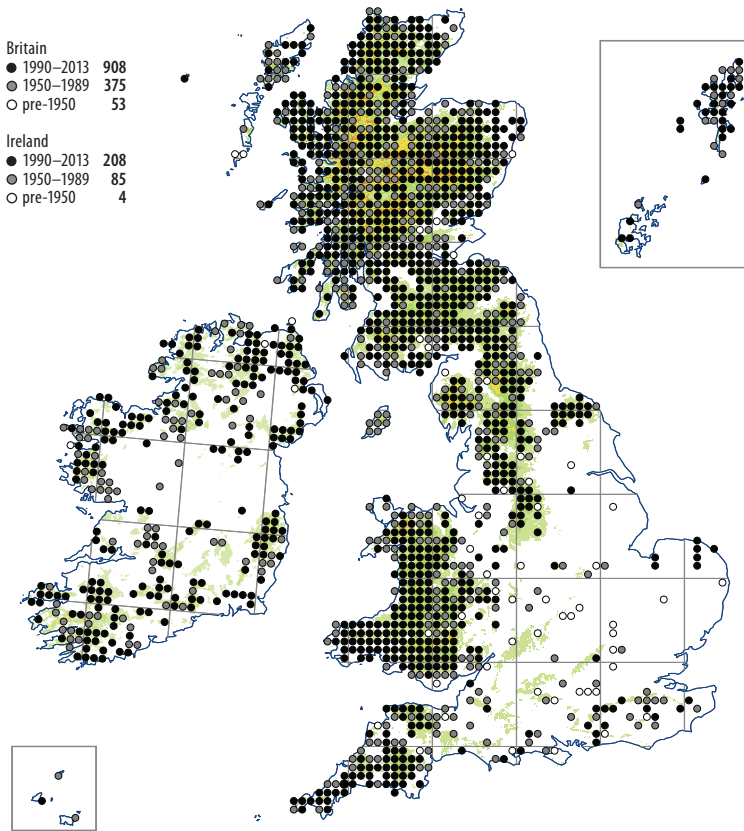 Britain
1990–2013 908
1950–1989 375
pre-1950 53
Ireland
1990–2013 208
1950–1989 85
pre-1950 4